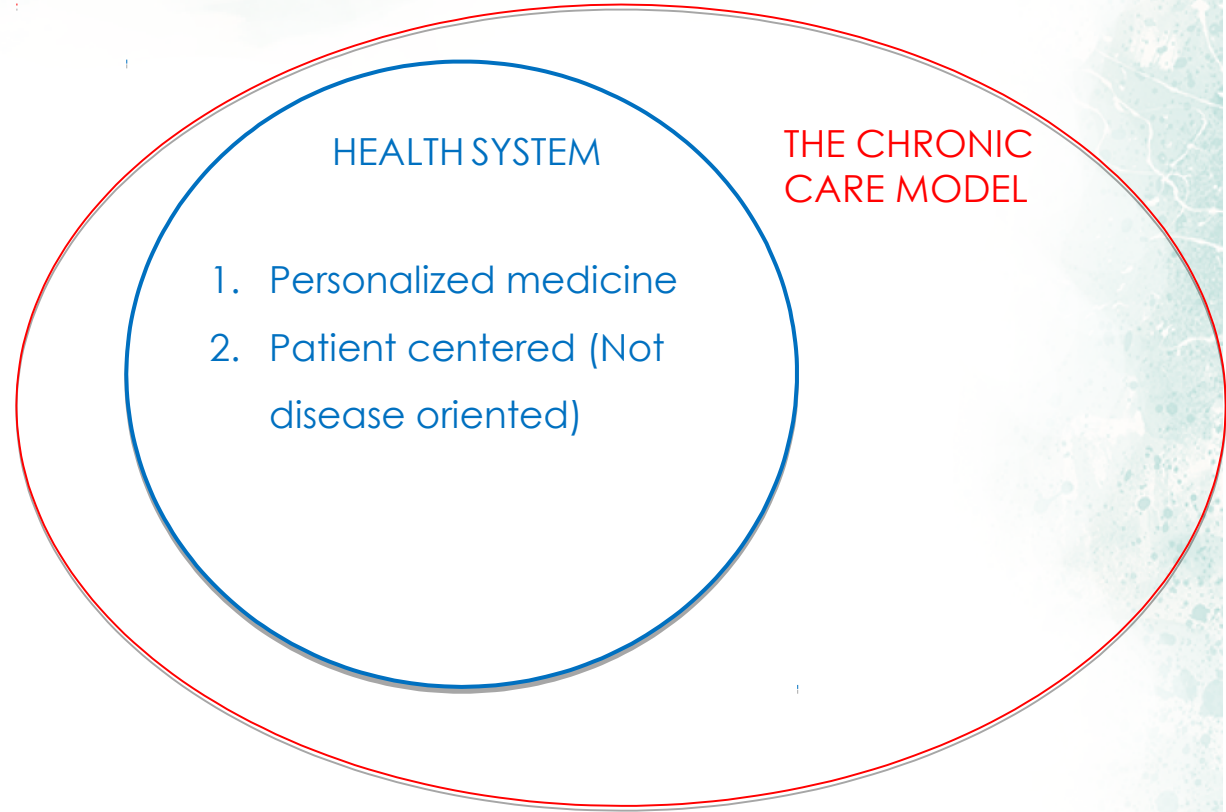 HEALTH SYSTEM
THE CHRONIC
CARE MODEL
1. Personalized medicine
2. Patient centered (Not
disease oriented)